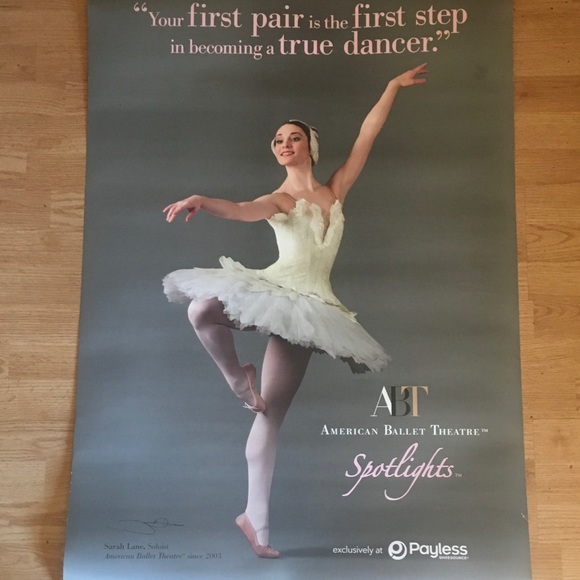 “Your first pair is the first step
in becoming a true dancer.”
ABT
AMERICAN BALLET THEATRE™
Spotlights™
Sarah Lane, Soloist
American Ballet Theatre® since 2003
exclusively at Payless
SHOESOURCE